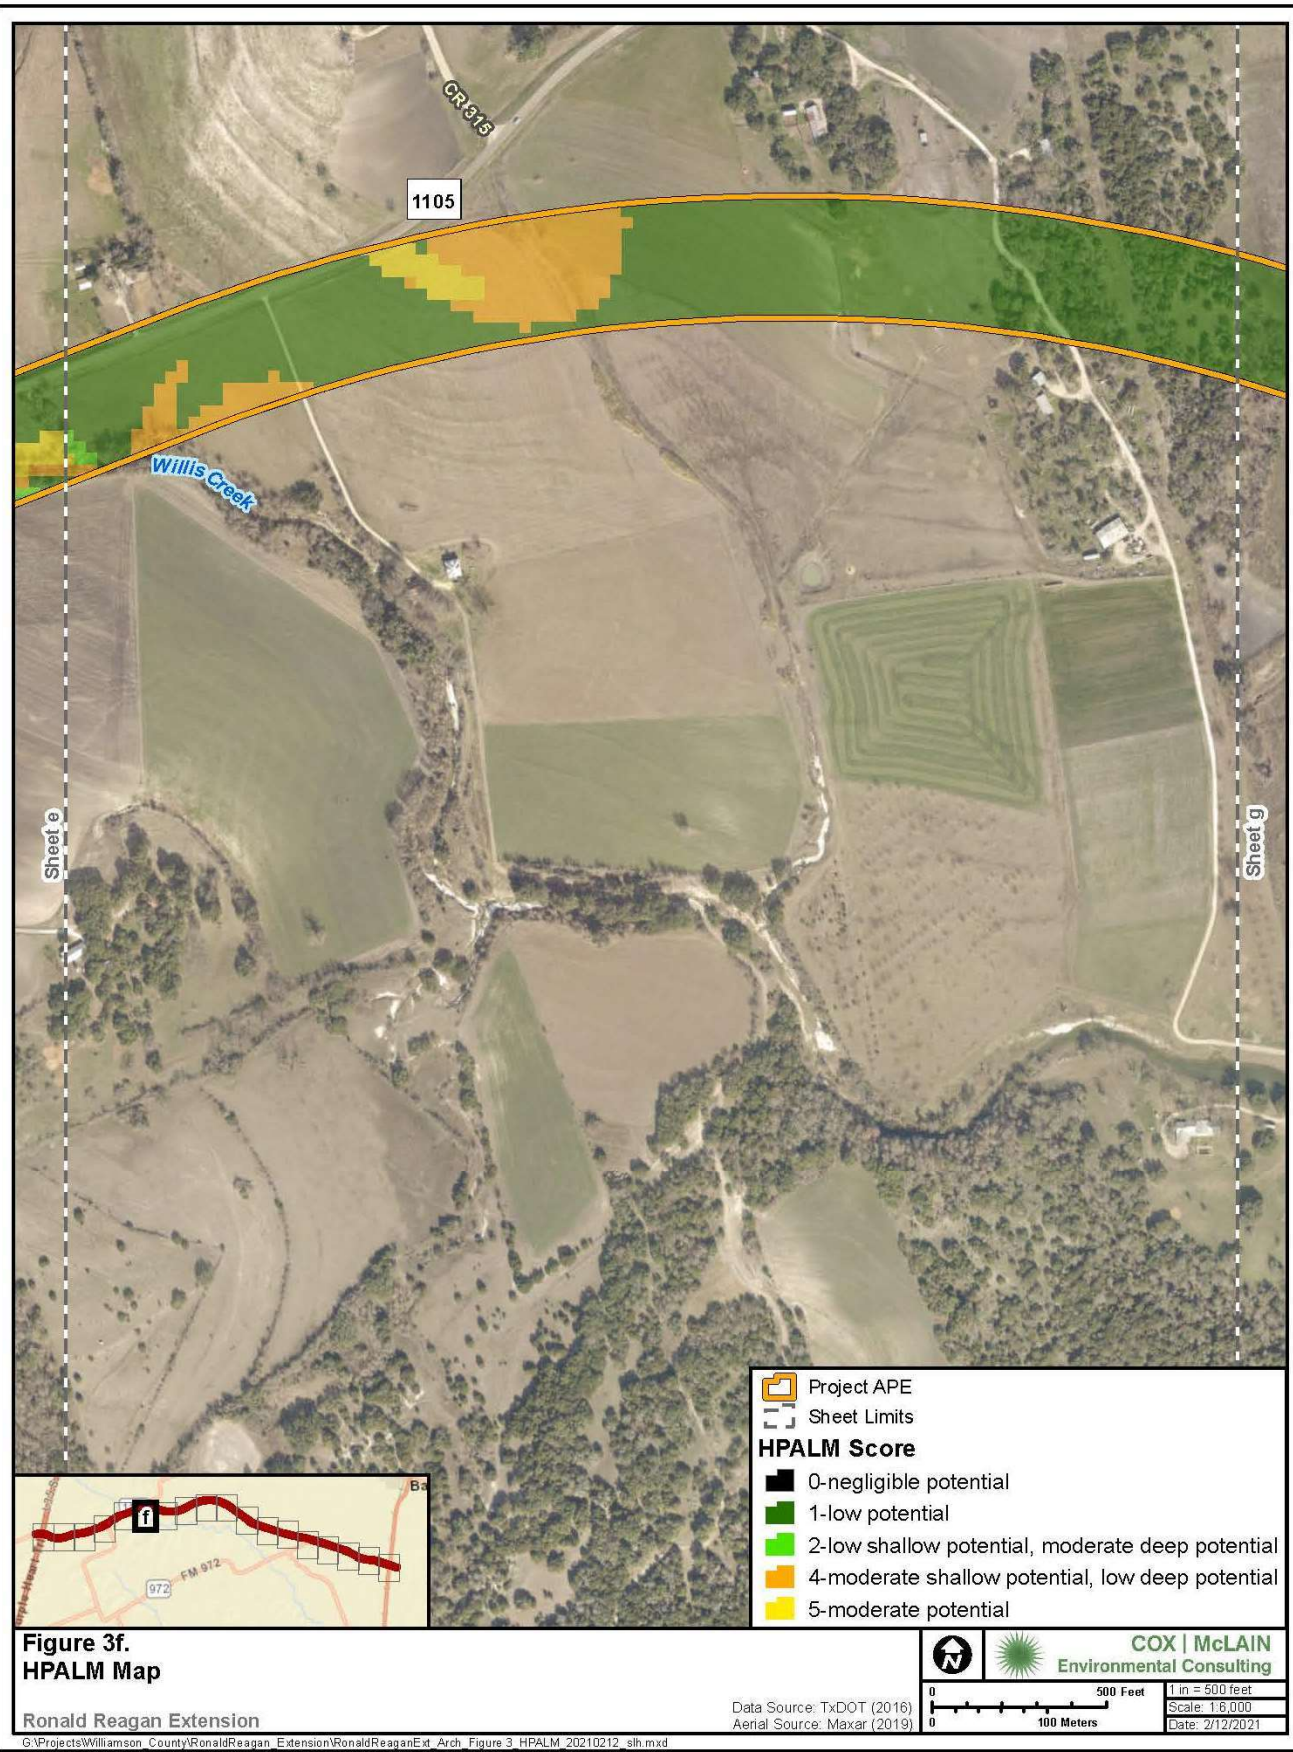 CR 315
1105
Willis Creek
Sheet e
Sheet g
Project APE
Sheet Limits
HPALM Score
0-negligible potential
1-low potential
2-low shallow potential, moderate deep potential
4-moderate shallow potential, low deep potential
5-moderate potential
Ba
f
FM 972
972
Figure 3f.
HPALM Map
Ronald Reagan Extension
Data Source: TxDOT (2016)
Aerial Source: Maxar (2019)
N
COX | McLAIN
Environmental Consulting
0 500 Feet
0 100 Meters
1 in = 500 feet
Scale: 1:6,000
Date: 2/12/2021
G:\Projects\Williamson_County\RonaldReagan_Extension\RonaldReaganExt_Arch_Figure 3_HPALM_20210212_slh.mxd